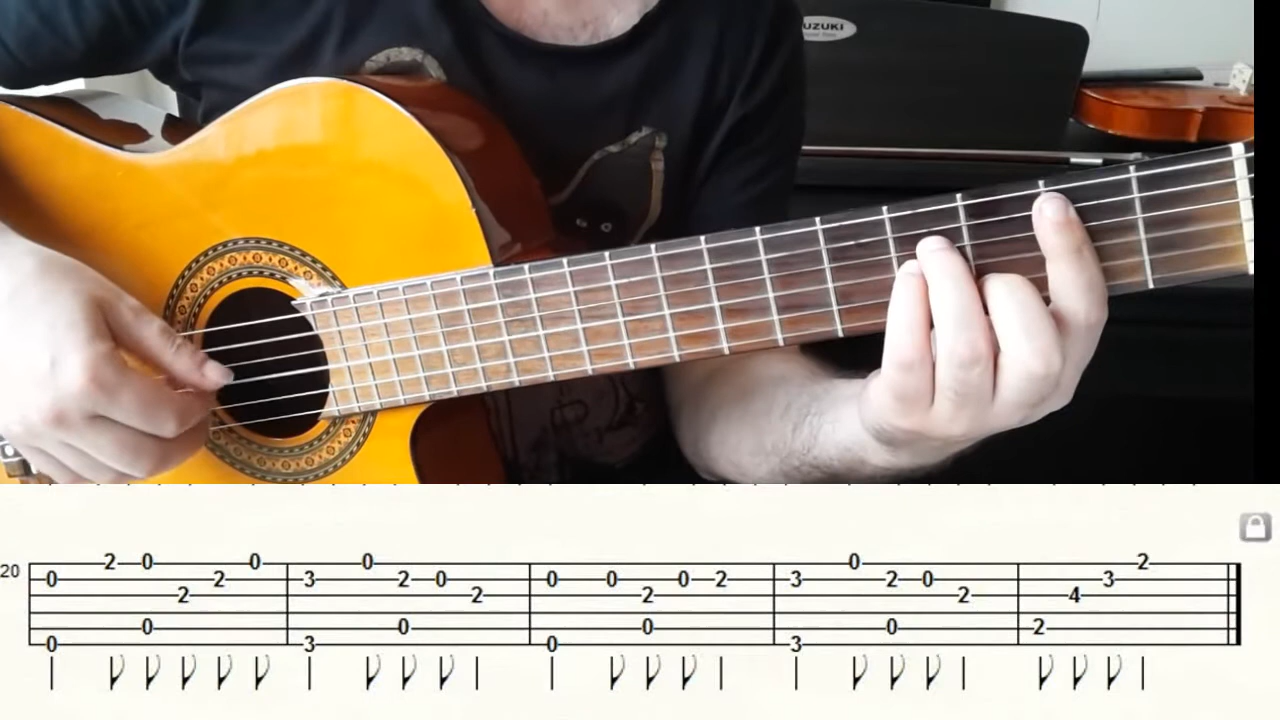 UZUKI
20
2 0 0 0 0 2
0 2 3 2 0 0 0 0 2 3 2 0 3
2 2 2 2 4
0 0 0 0 2
0 3 0 3